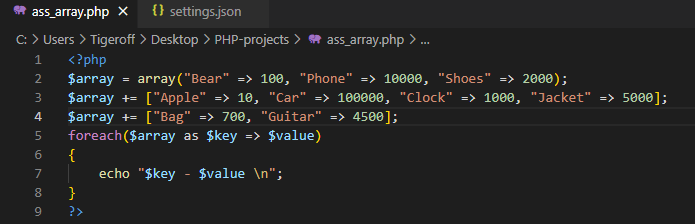 ass_array.php × {} settings.json
C: > Users > Tigeroff > Desktop > PHP-projects > ass_array.php > ...
1 <?php
2 $array = array("Bear" => 100, "Phone" => 10000, "Shoes" => 2000);
3 $array += ["Apple" => 10, "Car" => 100000, "Clock" => 1000, "Jacket" => 5000];
4 $array += ["Bag" => 700, "Guitar" => 4500];
5 foreach($array as $key => $value)
6 {
7     echo "$key - $value \n";
8 }
9 ?>